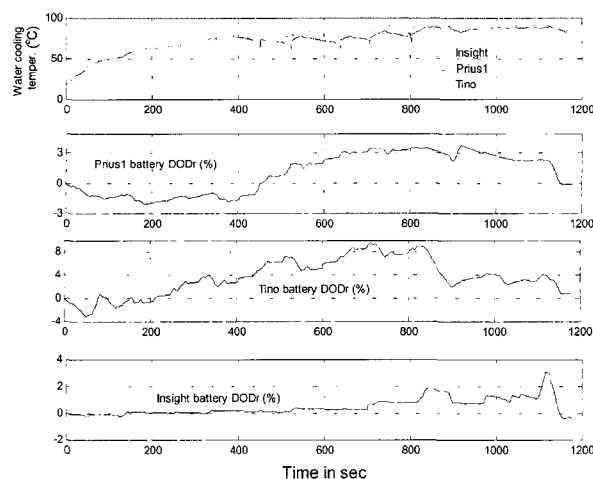 Water cooling
temper. (°C)
100
50
0
Insight
Prius1
Tino
0 200 400 600 800 1000 1200
Prius1 battery DODr (%)
3
0
-3
0 200 400 600 800 1000 1200
Tino battery DODr (%)
8
4
0
-4
0 200 400 600 800 1000 1200
Insight battery DODr (%)
4
2
0
-2
0 200 400 600 800 1000 1200
Time in sec